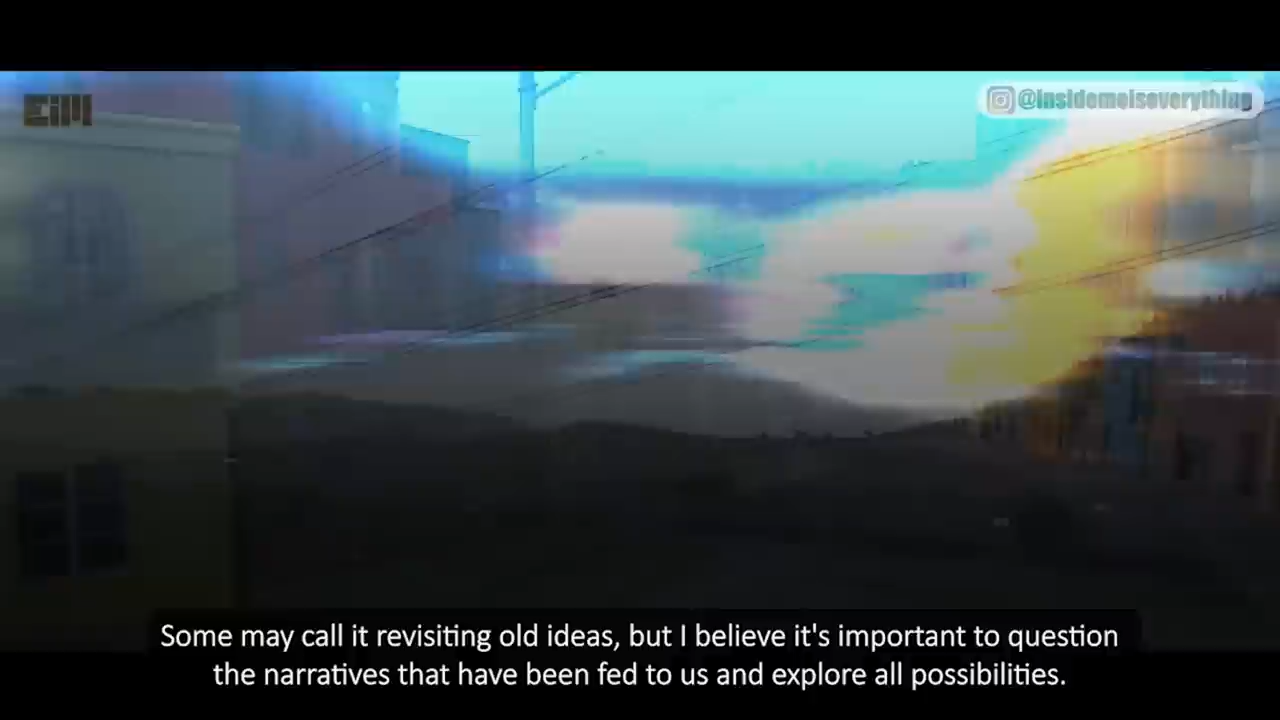 EiM
@insidemeiseverything
Some may call it revisiting old ideas, but I believe it's important to question
the narratives that have been fed to us and explore all possibilities.